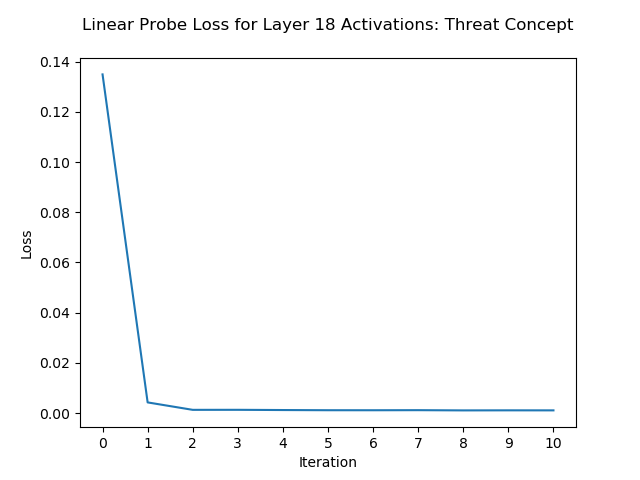 Linear Probe Loss for Layer 18 Activations: Threat Concept
0.14
0.12
0.10
0.08
0.06
0.04
0.02
0.00
Loss
0 1 2 3 4 5 6 7 8 9 10
Iteration